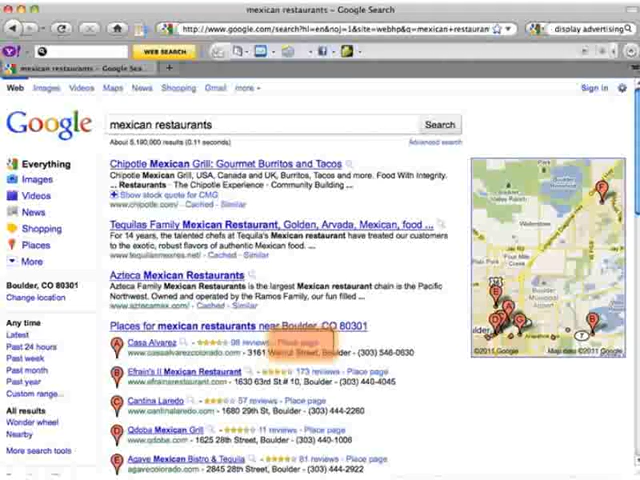 mexican restaurants - Google Search
http://www.google.com/search?hl=en&noj=1&site=webhp&q=mexican+restauran
display advertising
Y!
WEB SEARCH
mexican restaurants - Google Sea...
Web Images Videos Maps News Shopping Gmail more
Sign in
Google
mexican restaurants
Search
About 5,190,000 results (0.11 seconds)
Advanced search
Everything
Images
Videos
News
Shopping
Places
More
Boulder, CO 80301
Change location
Any time
Latest
Past 24 hours
Past week
Past month
Past year
Custom range...
All results
Wonder wheel
Nearby
More search tools
Chipotle Mexican Grill: Gourmet Burritos and Tacos
Chipotle Mexican Grill, USA, Canada and UK, Burritos, Tacos and more. Food With Integrity.
... Restaurants · The Chipotle Experience · Community Building ...
Show stock quote for CMG
www.chipotle.com/ - Cached - Similar
Tequilas Family Mexican Restaurant, Golden, Arvada, Mexican, food ...
For 14 years, the talented chefs at Tequila's Mexican restaurant have treated our customers
to the exotic, robust flavors of authentic Mexican food. ...
www.tequilasmexres.net/ - Cached - Similar
Azteca Mexican Restaurants
Azteca Family Mexican Restaurants is the largest Mexican restaurant chain in the Pacific
Northwest. Owned and operated by the Ramos Family, our fun filled ...
www.aztecamex.com/ - Cached - Similar
Places for mexican restaurants near Boulder, CO 80301
A Casa Alvarez 98 reviews - Place page
www.casaalvarezcolorado.com - 3161 Walnut Street, Boulder - (303) 546-0630
B Efrain's II Mexican Restaurant 173 reviews - Place page
www.efrainsrestaurant.com - 1630 63rd St # 10, Boulder - (303) 440-4045
C Cantina Laredo 57 reviews - Place page
www.cantinalaredo.com - 1680 29th St, Boulder - (303) 444-2260
D Qdoba Mexican Grill 11 reviews - Place page
www.qdoba.com - 1625 28th Street, Boulder - (303) 440-1006
E Agave Mexican Bistro & Tequila 81 reviews - Place page
agavecolorado.com - 2845 28th Street, Boulder - (303) 444-2922
Park
Boulder
Municipal
Airport
©2011 Google
Map data ©2011 Google